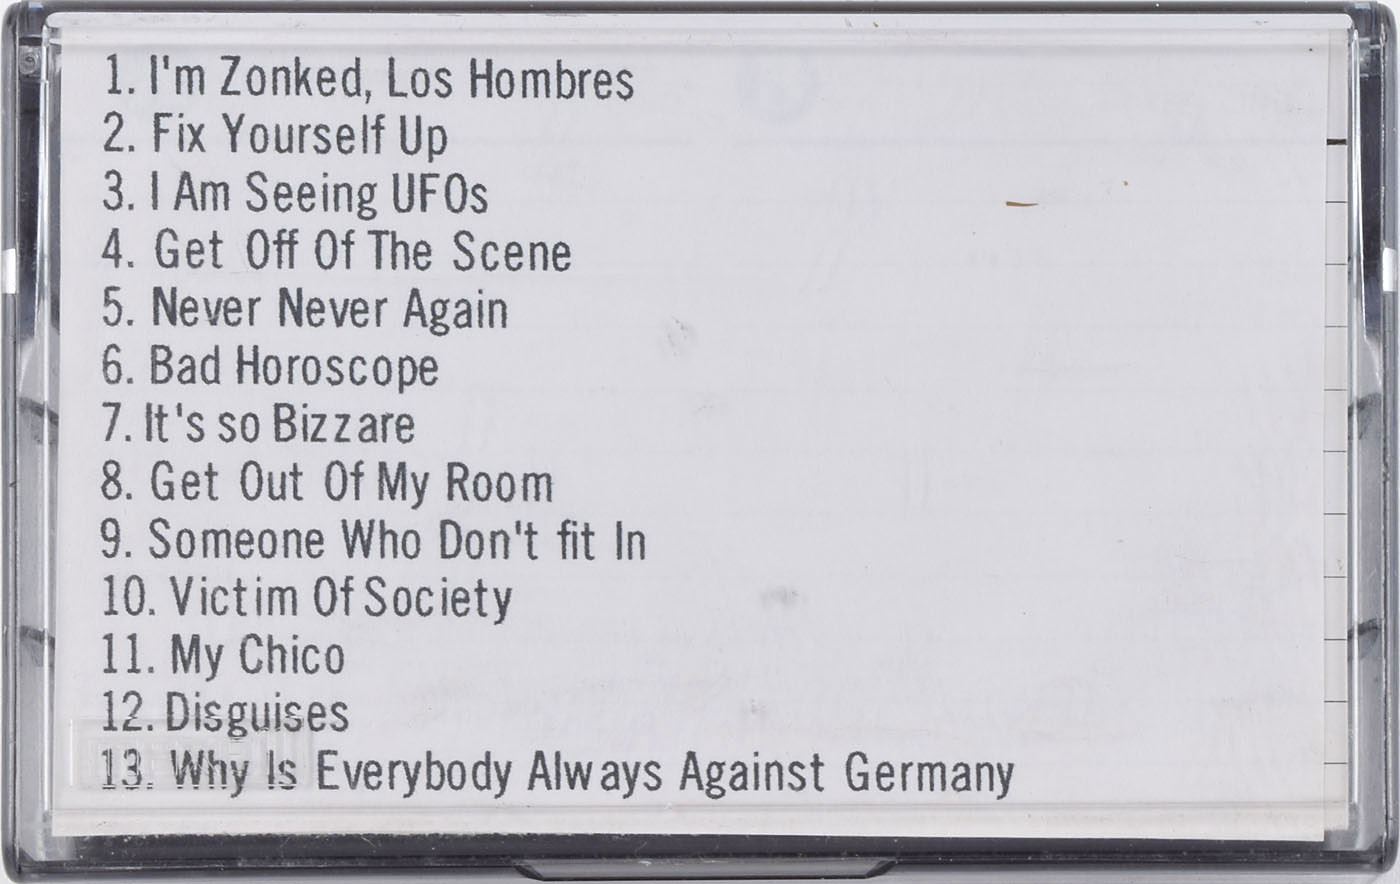 1. I'm Zonked, Los Hombres
2. Fix Yourself Up
3. I Am Seeing UFOs
4. Get Off Of The Scene
5. Never Never Again
6. Bad Horoscope
7. It's so Bizzare
8. Get Out Of My Room
9. Someone Who Don't fit In
10. Victim Of Society
11. My Chico
12. Disguises
13. Why Is Everybody Always Against Germany